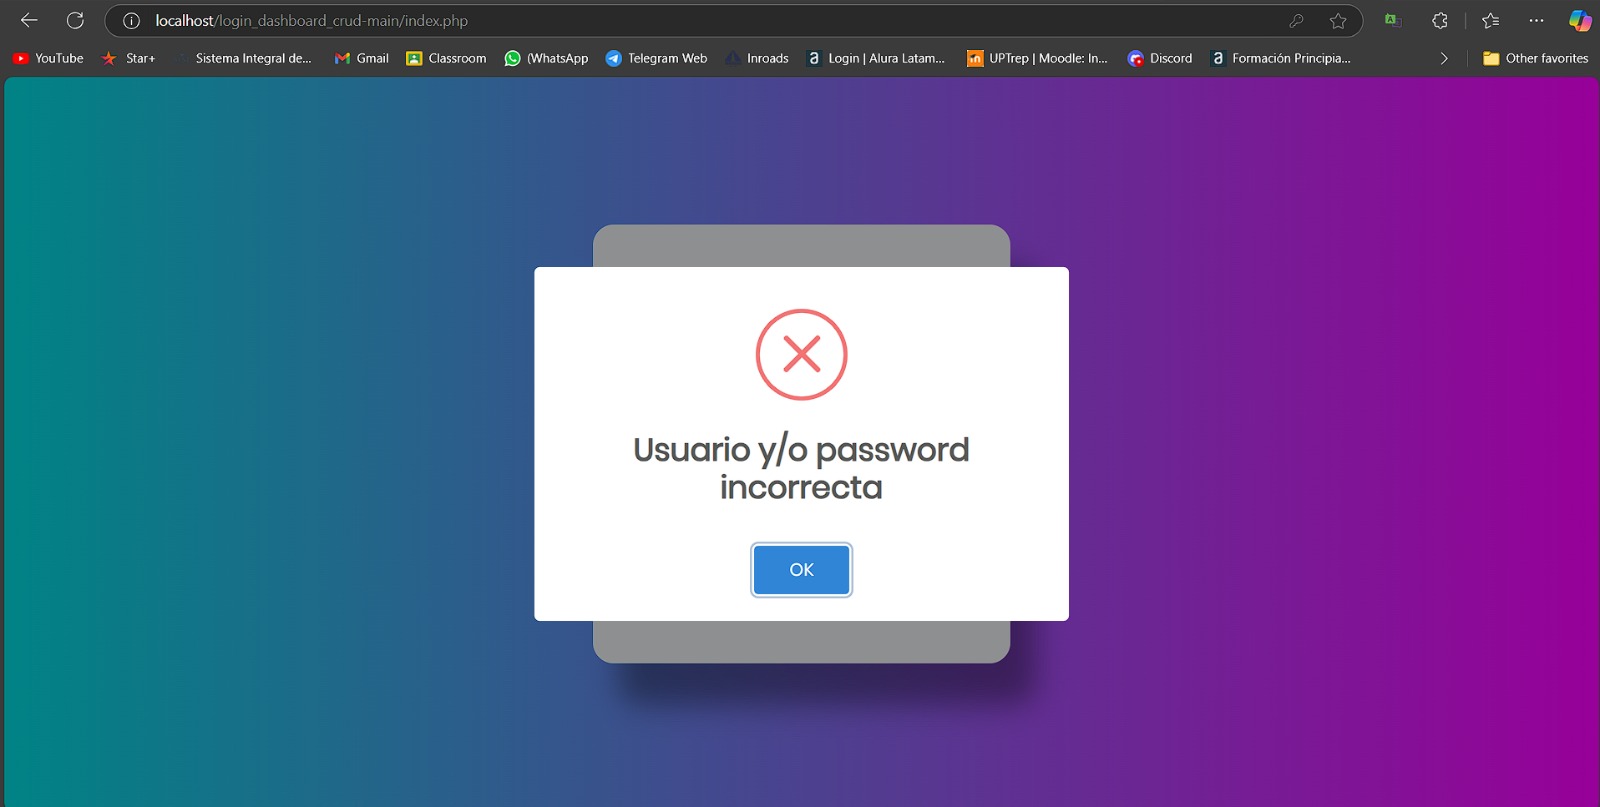 localhost/login_dashboard_crud-main/index.php
YouTube Star+ Sistema Integral de... Gmail Classroom (WhatsApp Telegram Web Inroads Login | Alura Latam... UPTrep | Moodle: In... Discord Formación Principia... Other favorites
Usuario y/o password
incorrecta
OK